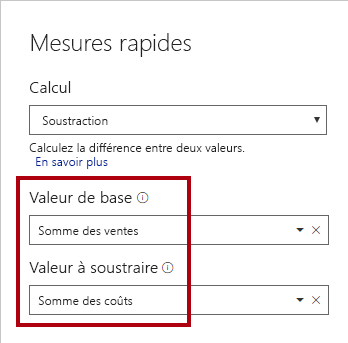 Mesures rapides
Calcul
Soustraction
Calculez la différence entre deux valeurs.
En savoir plus
Valeur de base
Somme des ventes
Valeur à soustraire
Somme des coûts